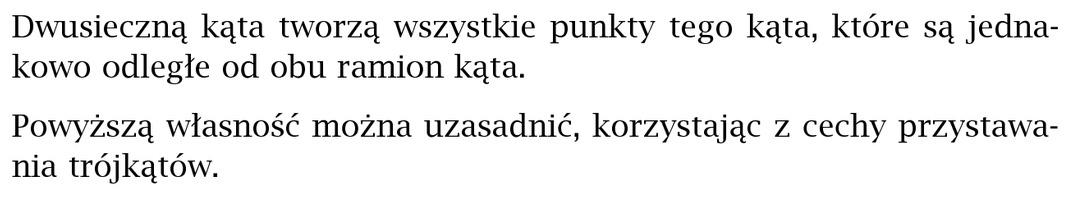 Dwusieczną kąta tworzą wszystkie punkty tego kąta, które są jedna-
kowo odległe od obu ramion kąta.
Powyższą własność można uzasadnić, korzystając z cechy przystawa-
nia trójkątów.